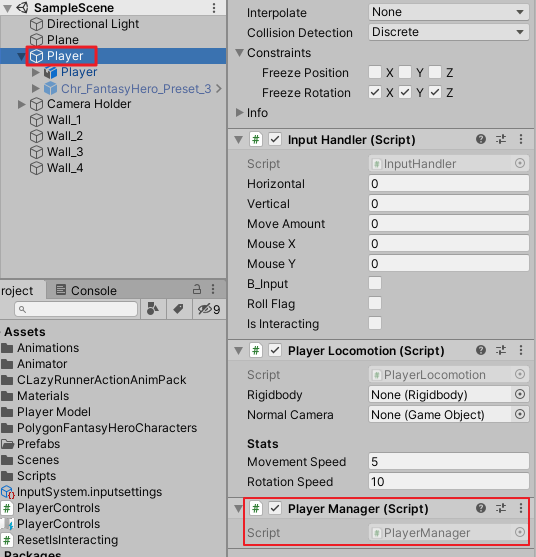 SampleScene
Directional Light
Plane
Player
Player
Chr_FantasyHero_Preset_3
Camera Holder
Wall_1
Wall_2
Wall_3
Wall_4
roject
Console
9
Assets
Animations
Animator
CLazyRunnerActionAnimPack
Materials
Player Model
PolygonFantasyHeroCharacters
Prefabs
Scenes
Scripts
InputSystem.inputsettings
PlayerControls
PlayerControls
ResetIsInteracting
Packages
Interpolate None
Collision Detection Discrete
Constraints
Freeze Position X Y Z
Freeze Rotation X Y Z
Info
# Input Handler (Script)
Script # InputHandler
Horizontal 0
Vertical 0
Move Amount 0
Mouse X 0
Mouse Y 0
B_Input
Roll Flag
Is Interacting
# Player Locomotion (Script)
Script # PlayerLocomotion
Rigidbody None (Rigidbody)
Normal Camera None (Game Object)
Stats
Movement Speed 5
Rotation Speed 10
# Player Manager (Script)
Script # PlayerManager